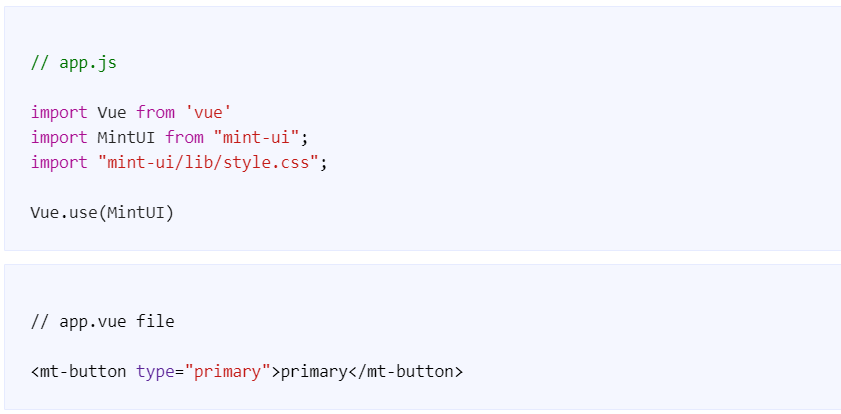 // app.js
import Vue from 'vue'
import MintUI from "mint-ui";
import "mint-ui/lib/style.css";
Vue.use(MintUI)
// app.vue file
<mt-button type="primary">primary</mt-button>